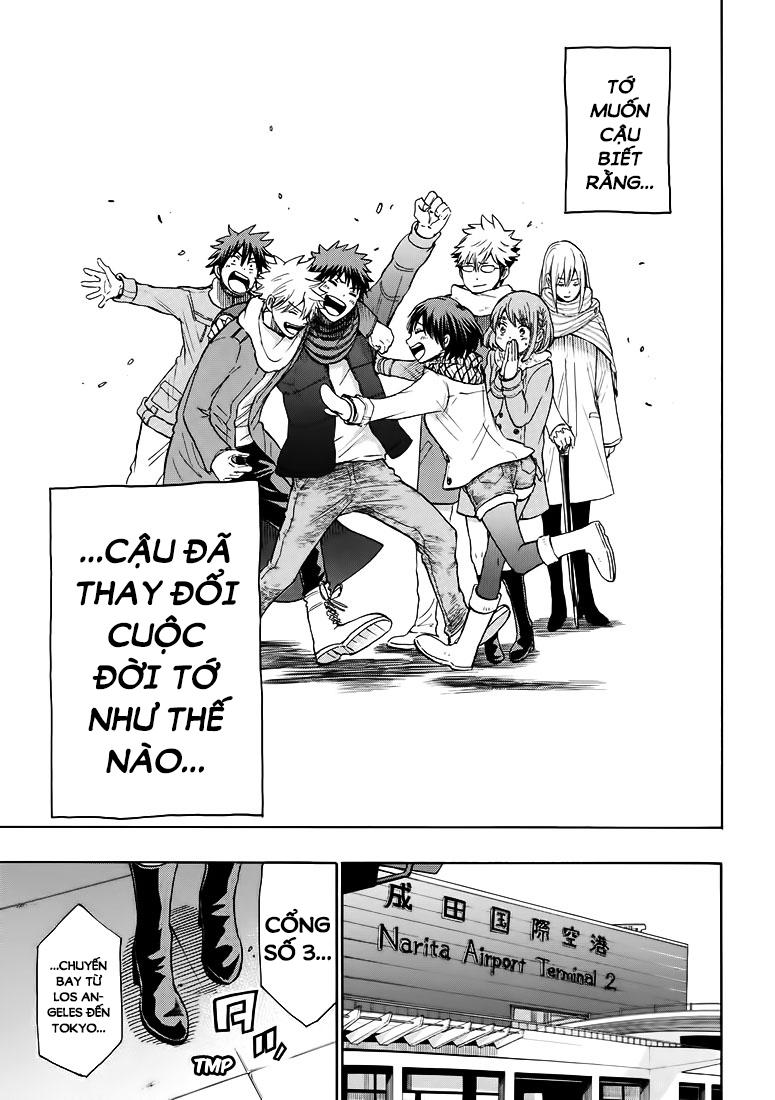 TỚ
MUỐN
CẬU
BIẾT
RẰNG...
...CẬU ĐÃ
THAY ĐỔI
CUỘC
ĐỜI TỚ
NHƯ THẾ
NÀO...
成田国際空港
Narita Airport Terminal 2
CỔNG
SỐ 3...
...CHUYẾN
BAY TỪ
LOS AN-
GELES ĐẾN
TOKYO...
TMP